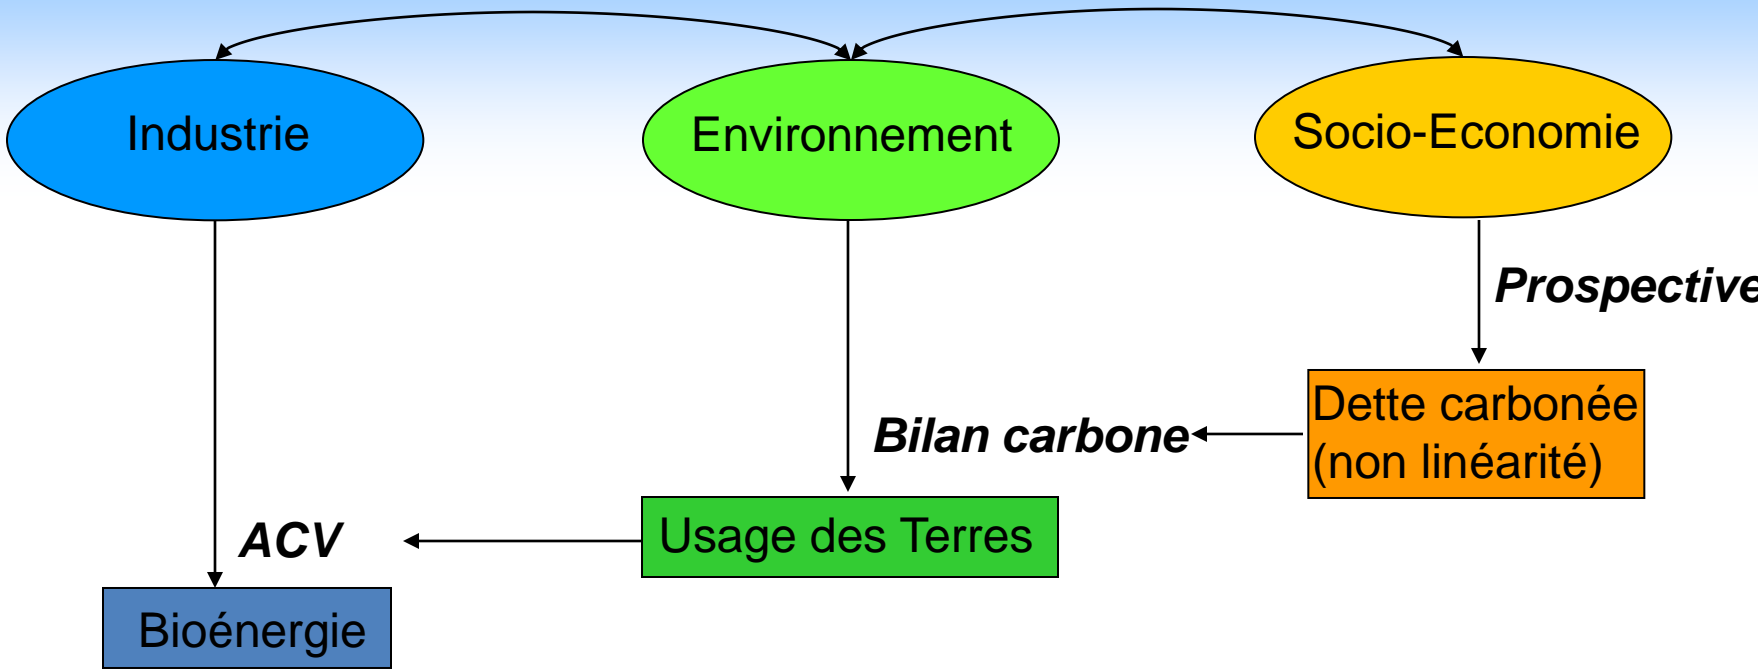 Industrie
Environnement
Socio-Economie
Prospective
Dette carbonée
(non linéarité)
Bilan carbone
Usage des Terres
ACV
Bioénergie